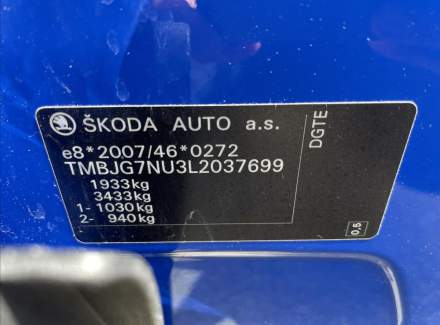 ŠKODA AUTO a.s.
e8*2007/46*0272
TMBJG7NU3L2037699
1933kg
3433kg
1- 1030kg
2- 940kg
DGTE
0.5